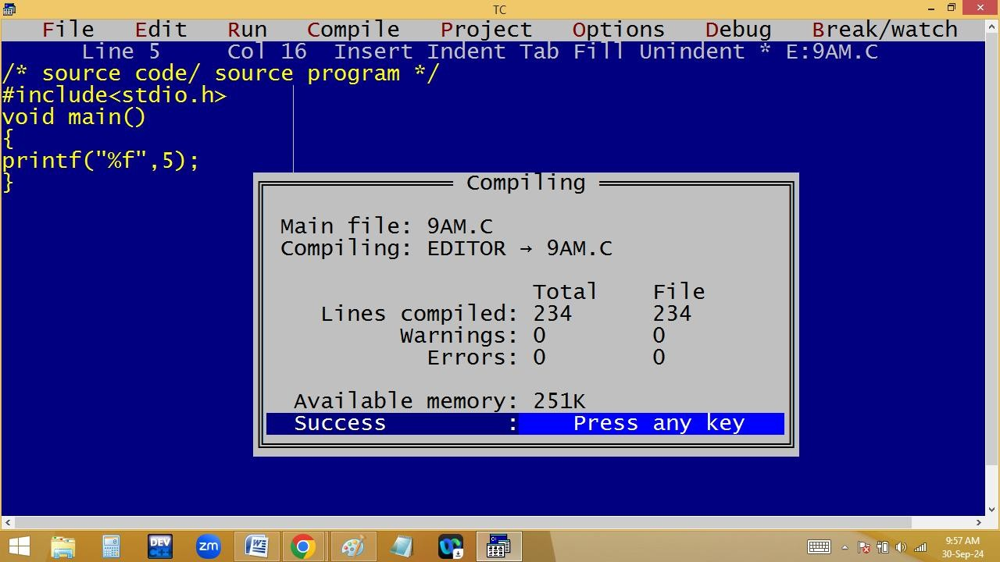 TC
File Edit Run Compile Project Options Debug Break/watch
Line 5 Col 16 Insert Indent Tab Fill Unindent * E:9AM.C
/* source code/ source program */
#include<stdio.h>
void main()
{
printf("%f",5);
}
Compiling
Main file: 9AM.C
Compiling: EDITOR → 9AM.C
Total File
Lines compiled: 234 234
Warnings: 0 0
Errors: 0 0
Available memory: 251K
Success : Press any key
DEV C++ zm W
9:57 AM
30-Sep-24